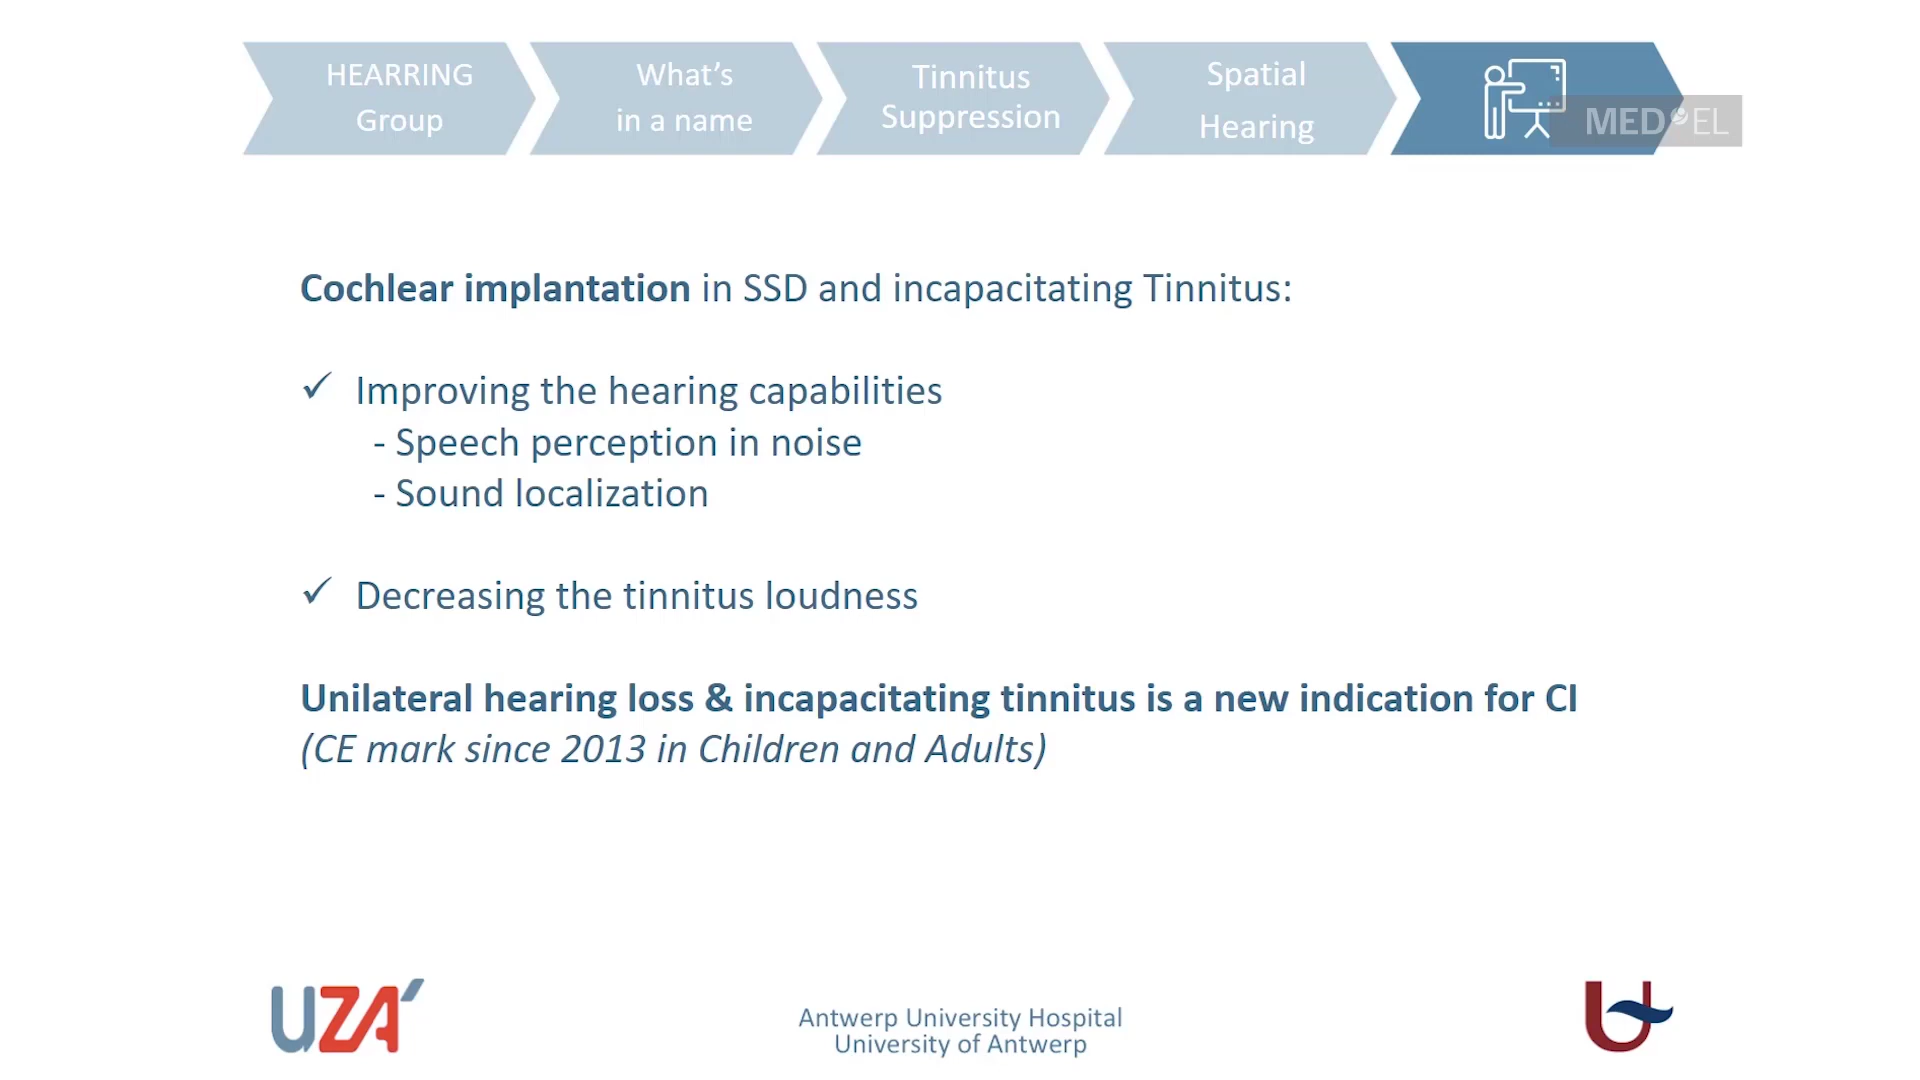 HEARRING
Group
What's
in a name
Tinnitus
Suppression
Spatial
Hearing
MED EL
Cochlear implantation in SSD and incapacitating Tinnitus:
✓ Improving the hearing capabilities
- Speech perception in noise
- Sound localization
✓ Decreasing the tinnitus loudness
Unilateral hearing loss & incapacitating tinnitus is a new indication for CI
(CE mark since 2013 in Children and Adults)
UZA
Antwerp University Hospital
University of Antwerp